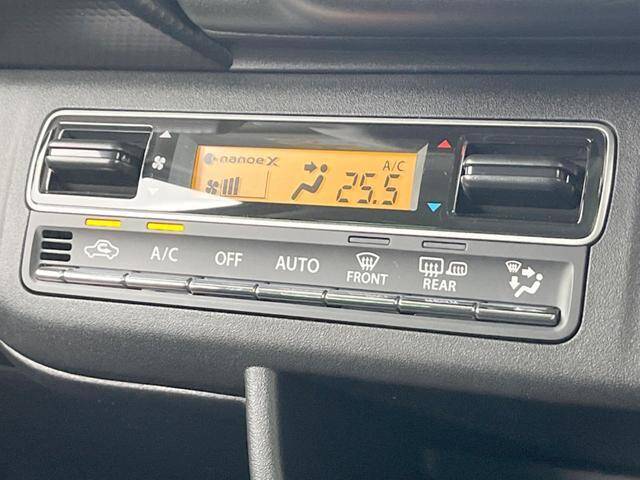 nanoeX
A/C
25.5
A/C
OFF
AUTO
FRONT
REAR